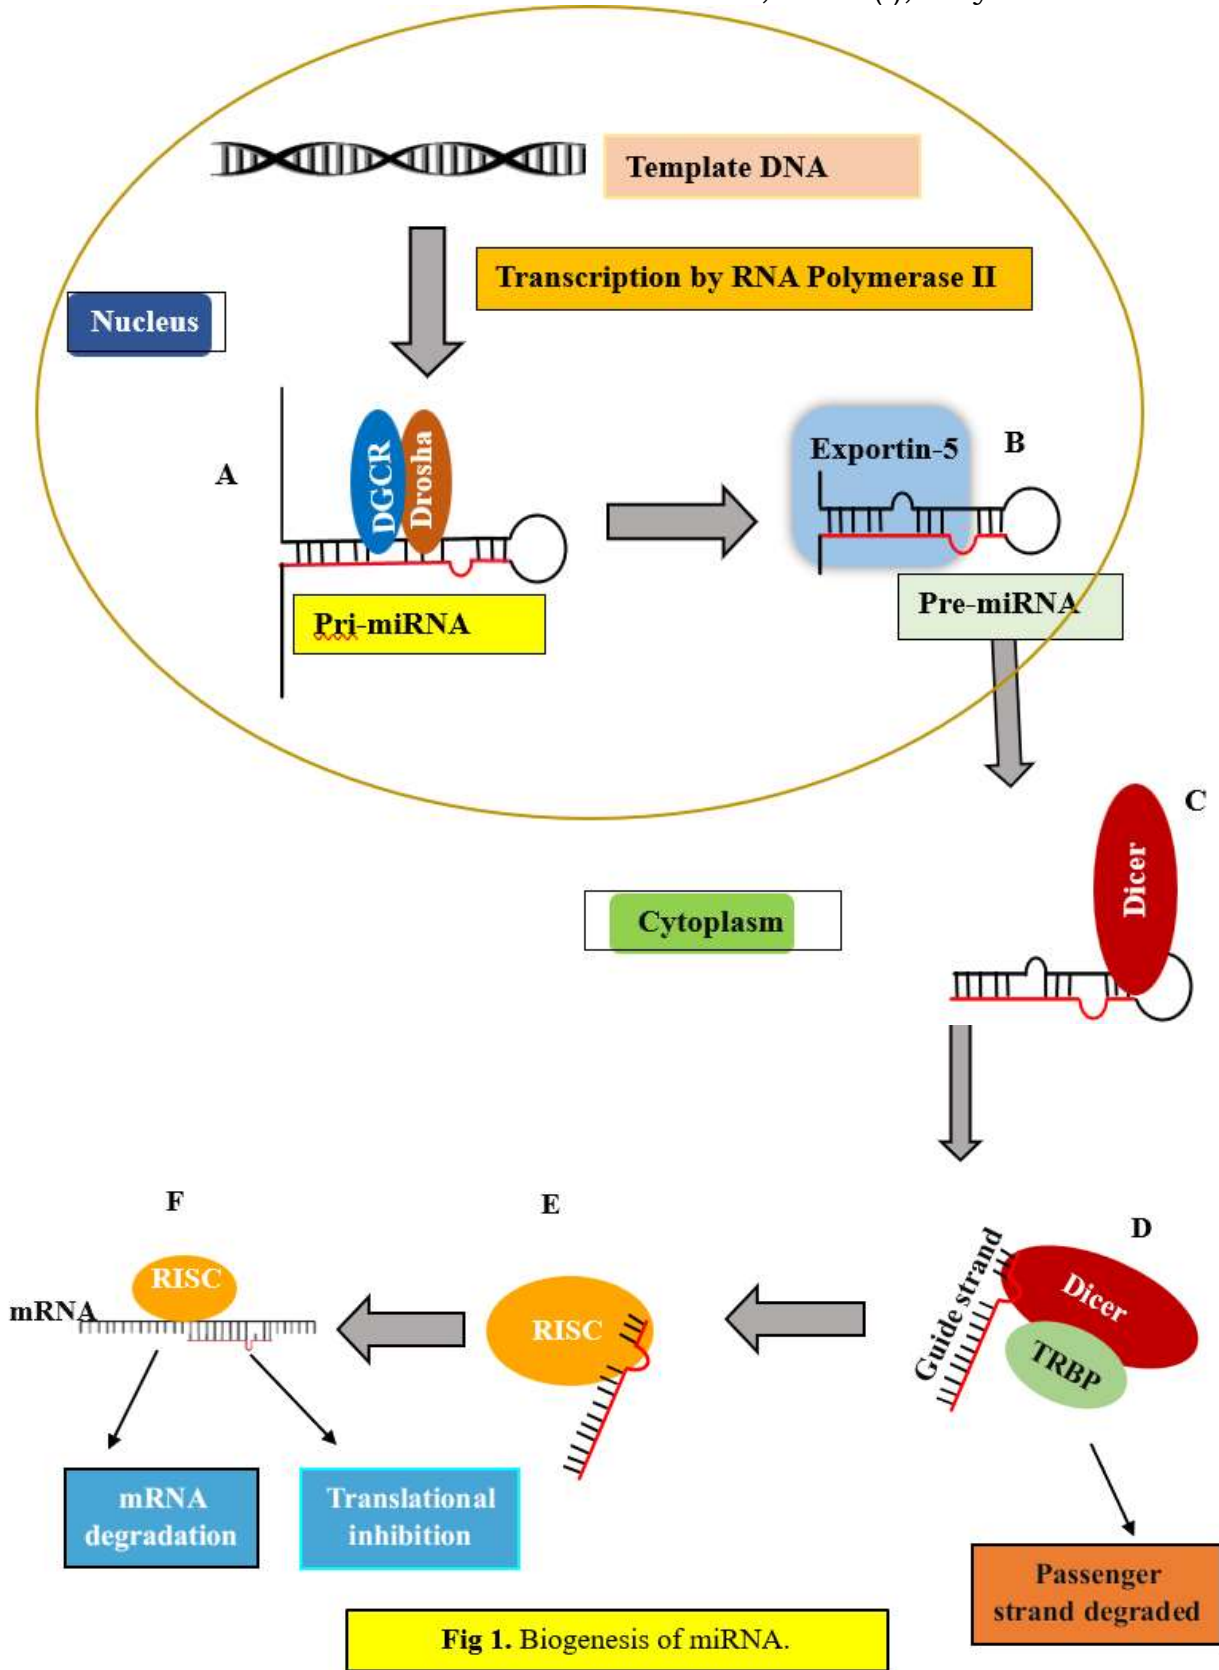 Template DNA
Transcription by RNA Polymerase II
Nucleus
A
DGCR
Drosha
Exportin-5
B
Pri-miRNA
Pre-miRNA
C
Dicer
Cytoplasm
F
E
D
Guide strand
Dicer
TRBP
RISC
mRNA
RISC
mRNA
degradation
Translational
inhibition
Passenger
strand degraded
Fig 1. Biogenesis of miRNA.